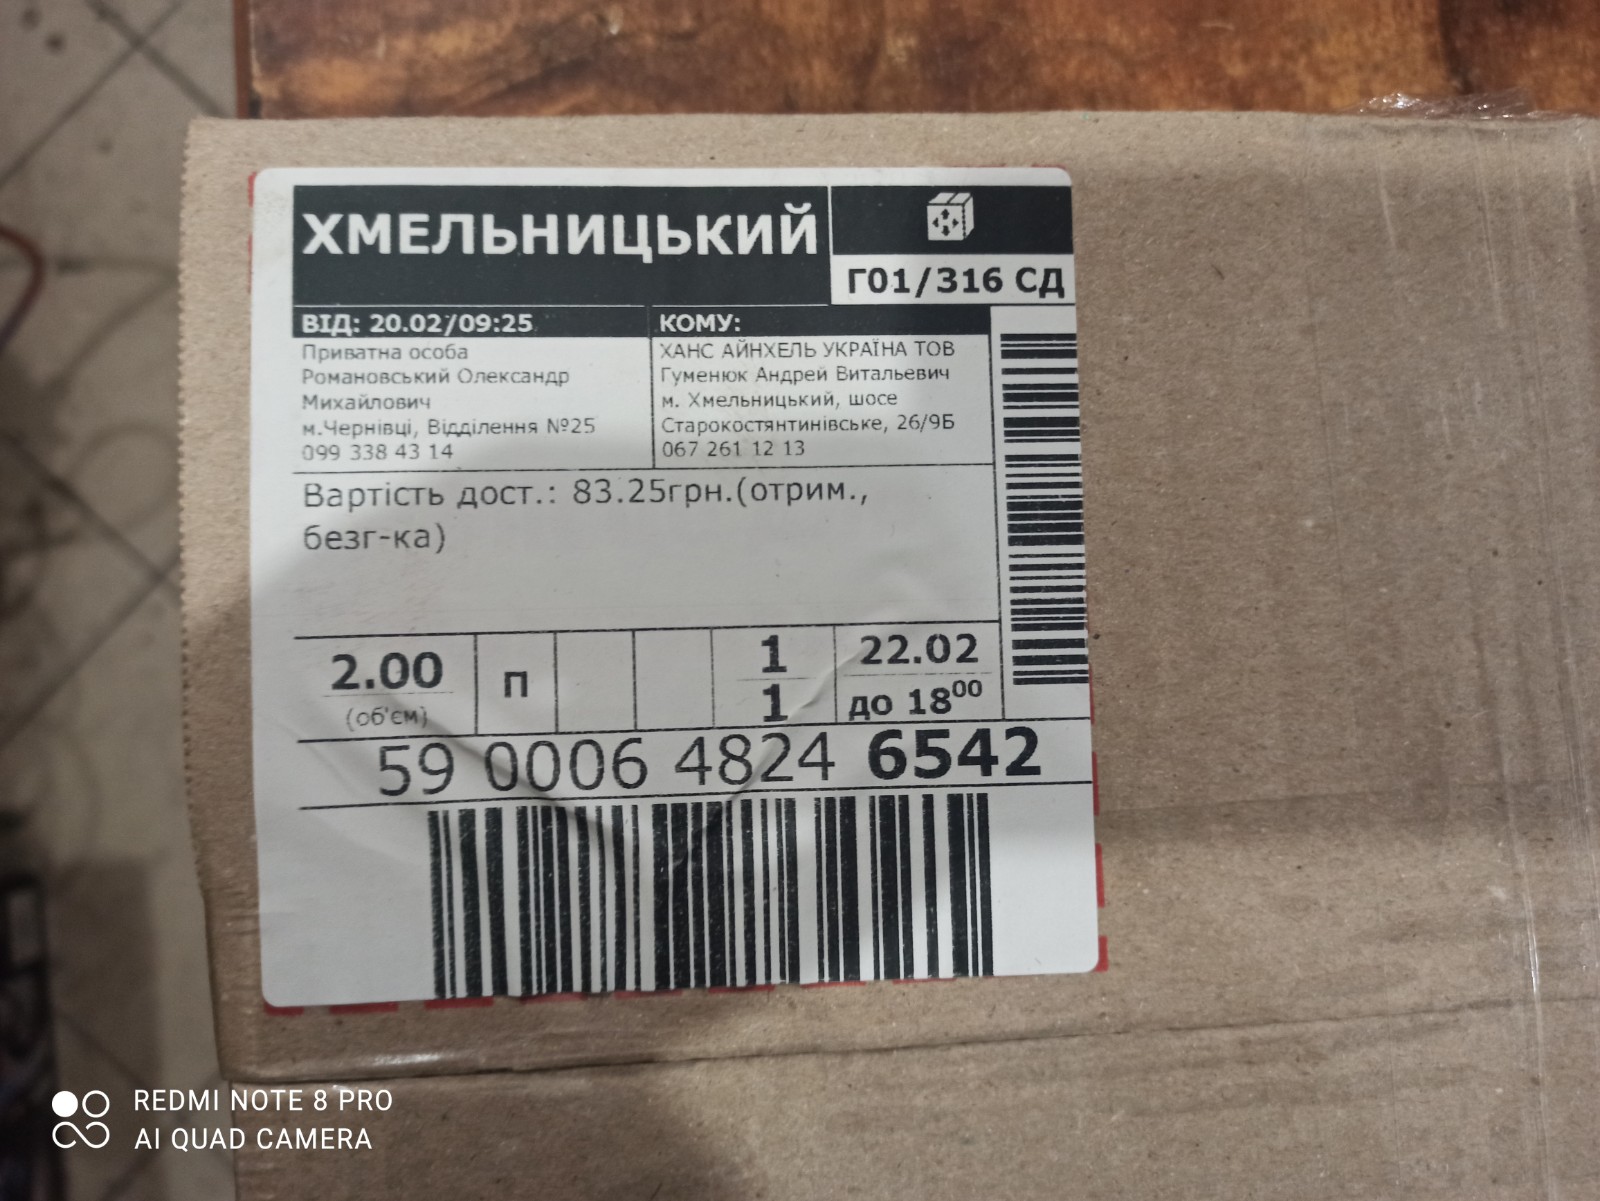 ХМЕЛЬНИЦЬКИЙ
Г01/316 СД
ВІД: 20.02/09:25
Приватна особа
Романовський Олександр
Михайлович
м.Чернівці, Відділення №25
099 338 43 14
КОМУ:
ХАНС АЙНХЕЛЬ УКРАЇНА ТОВ
Гуменюк Андрей Витальевич
м. Хмельницький, шосе
Старокостянтинівське, 26/9Б
067 261 12 13
Вартість дост.: 83.25грн.(отрим.,
безг-ка)
2.00
(об'єм)
П
1
1
22.02
до 18⁰⁰
59 0006 4824 6542
REDMI NOTE 8 PRO
AI QUAD CAMERA